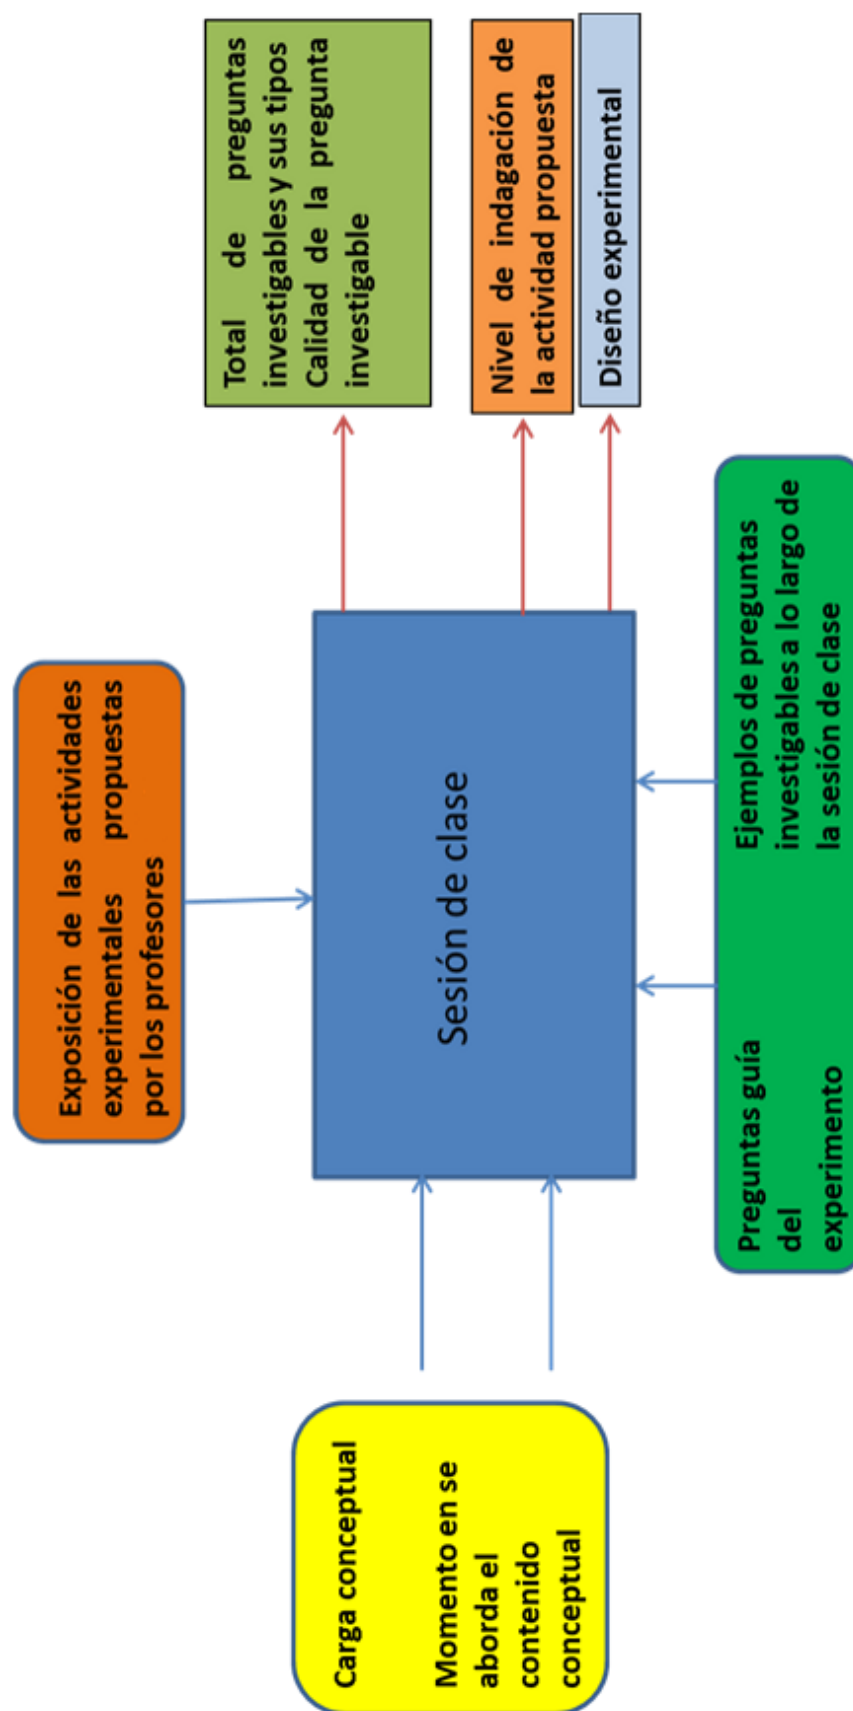 Exposición de las actividades
experimentales propuestas
por los profesores
Carga conceptual
Momento en se
aborda el
contenido
conceptual
Sesión de clase
Total de preguntas
investigables y sus tipos
Calidad de la pregunta
investigable
Nivel de indagación de
la actividad propuesta
Diseño experimental
Preguntas guía
del
experimento
Ejemplos de preguntas
investigables a lo largo de
la sesión de clase